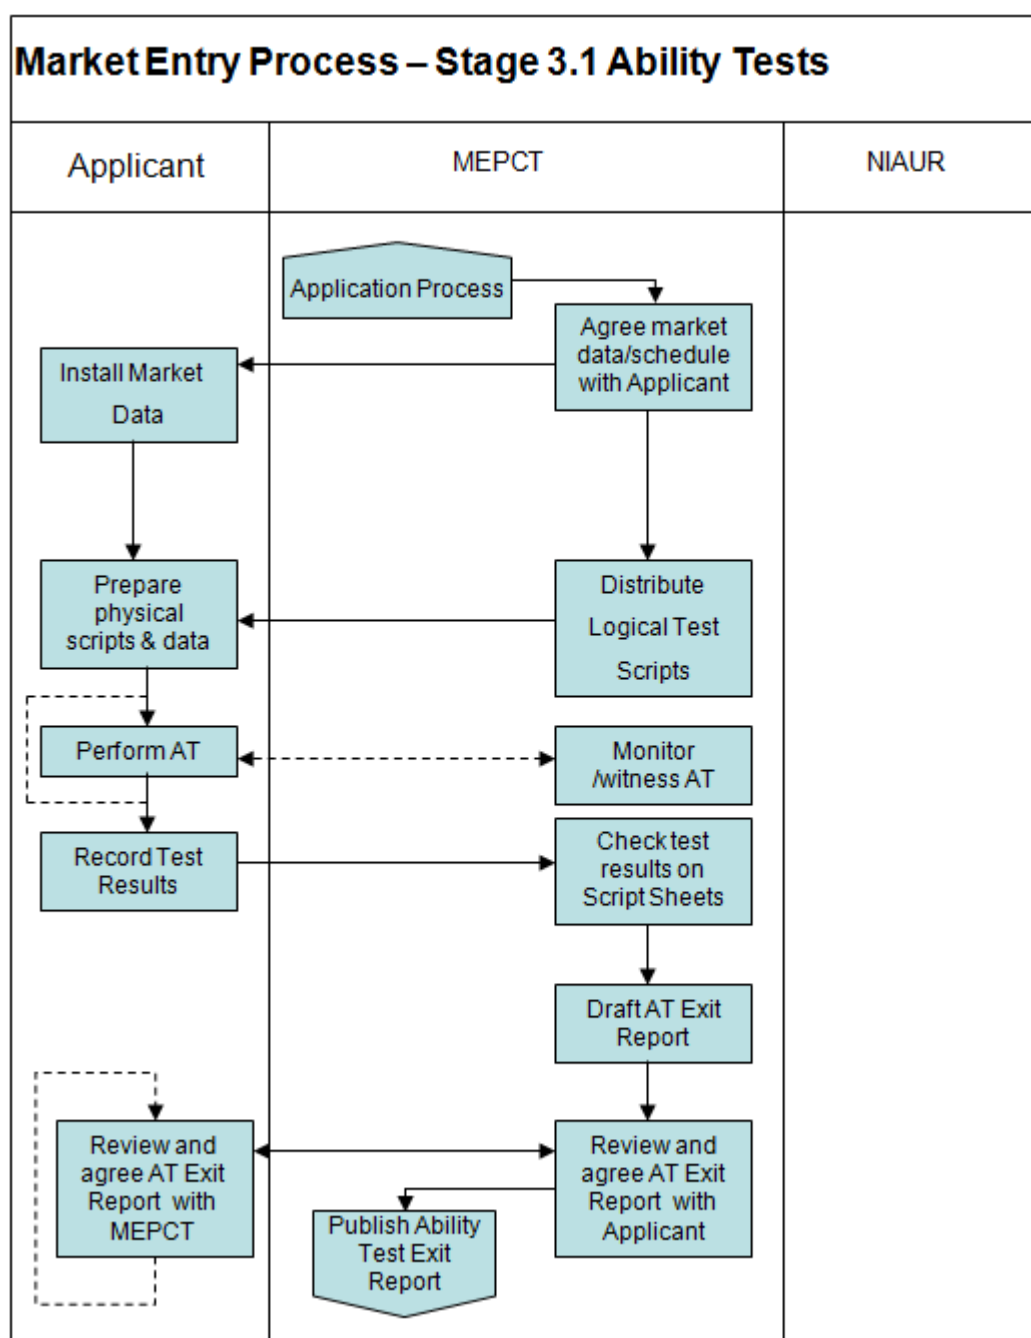 Market Entry Process – Stage 3.1 Ability Tests
Applicant
MEPCT
NIAUR
Application Process
Agree market
data/schedule
with Applicant
Install Market
Data
Prepare
physical
scripts & data
Distribute
Logical Test
Scripts
Perform AT
Monitor
/witness AT
Record Test
Results
Check test
results on
Script Sheets
Draft AT Exit
Report
Review and
agree AT Exit
Report with
MEPCT
Review and
agree AT Exit
Report with
Applicant
Publish Ability
Test Exit
Report